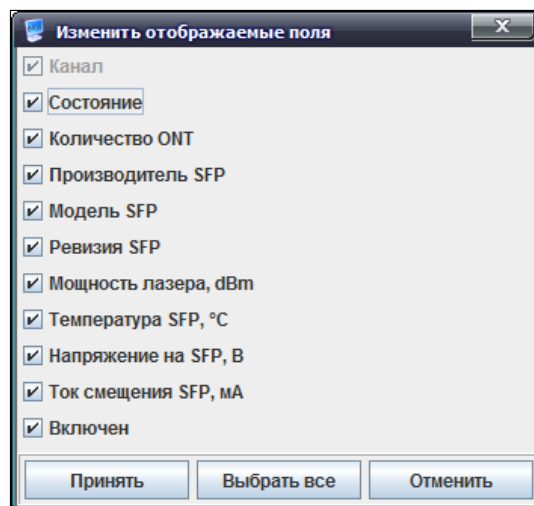 Изменить отображаемые поля
Канал
Состояние
Количество ONT
Производитель SFP
Модель SFP
Ревизия SFP
Мощность лазера, dBm
Температура SFP, °C
Напряжение на SFP, В
Ток смещения SFP, мА
Включен
Принять Выбрать все Отменить